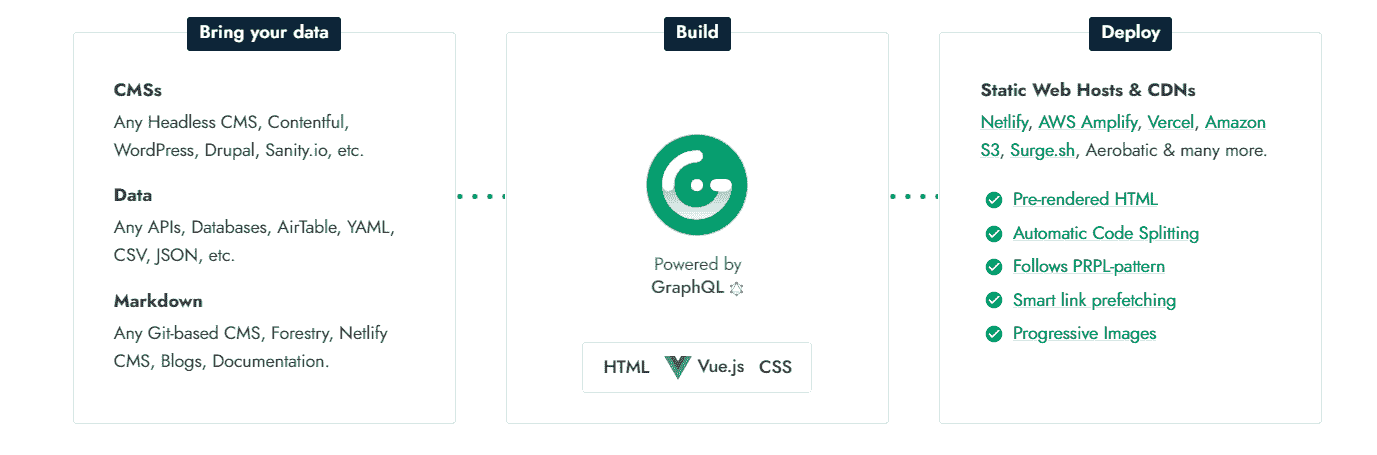 Bring your data
CMSs
Any Headless CMS, Contentful,
WordPress, Drupal, Sanity.io, etc.
Data
Any APIs, Databases, AirTable, YAML,
CSV, JSON, etc.
Markdown
Any Git-based CMS, Forestry, Netlify
CMS, Blogs, Documentation.
Build
Powered by
GraphQL
HTML Vue.js CSS
Deploy
Static Web Hosts & CDNs
Netlify, AWS Amplify, Vercel, Amazon
S3, Surge.sh, Aerobatic & many more.
Pre-rendered HTML
Automatic Code Splitting
Follows PRPL-pattern
Smart link prefetching
Progressive Images